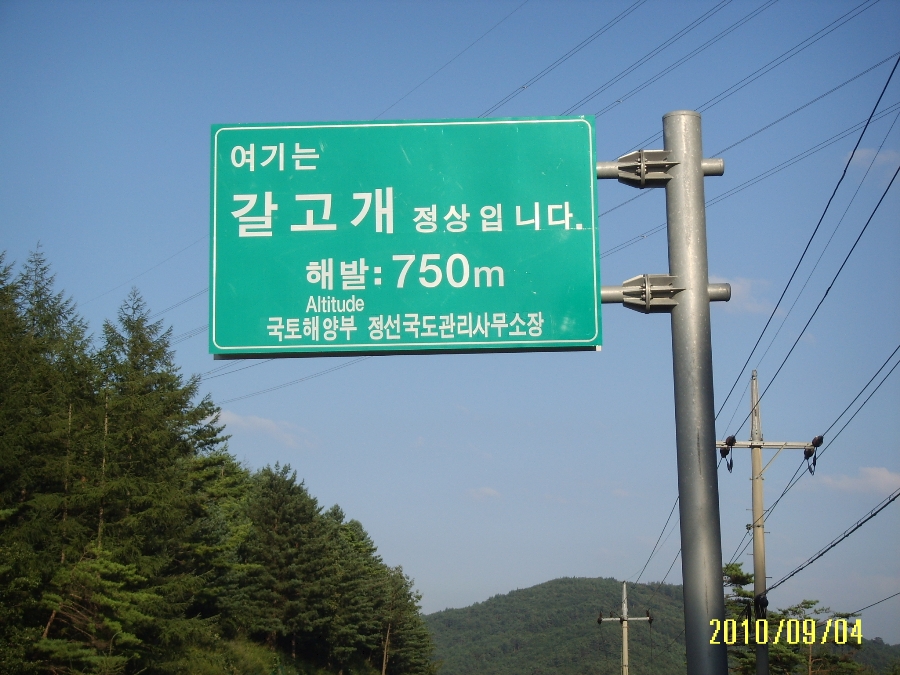 여기는
갈고개 정상입니다.
해발: 750m
Altitude
국토해양부 정선국도관리사무소장
2010/09/04